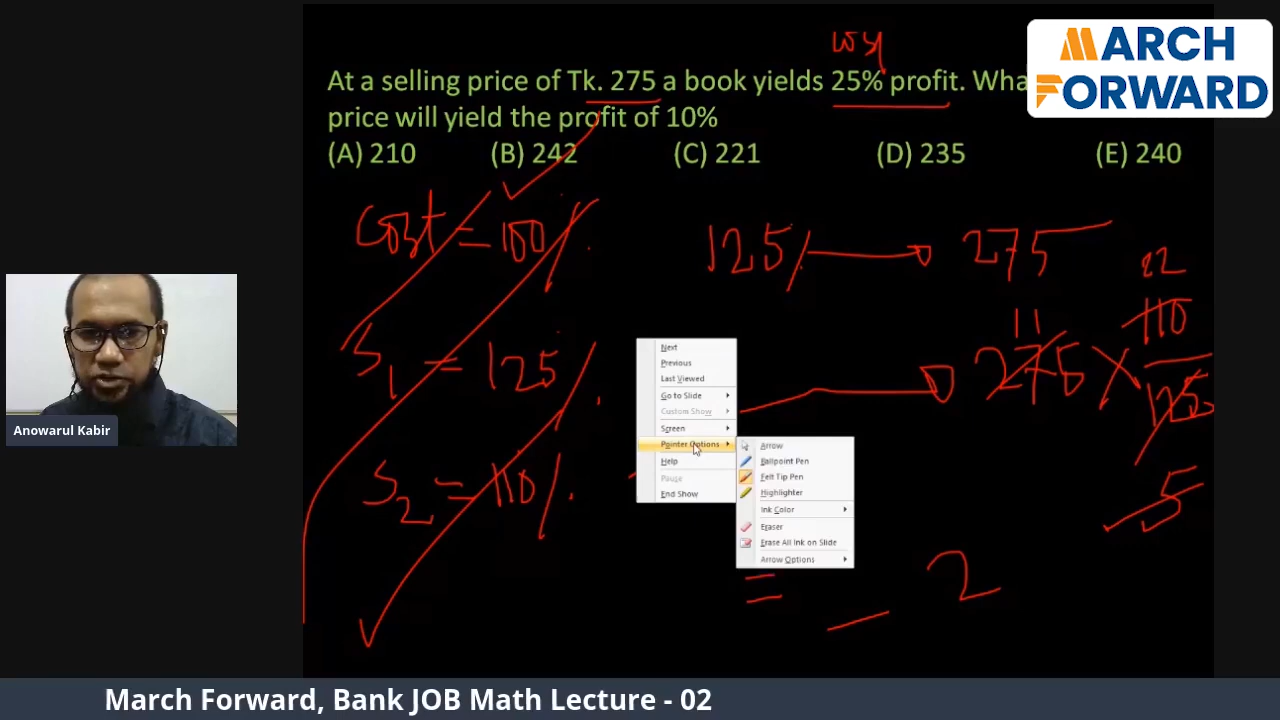 MARCH
FORWARD
At a selling price of Tk. 275 a book yields 25% profit. Wha
price will yield the profit of 10%
(A) 210 (B) 242 (C) 221 (D) 235 (E) 240
Cost = 100%.
125% 275
22
11 110
275 × 125
5
S1 = 125%.
S2 = 110%.
= 2
Next
Previous
Last Viewed
Go to Slide
Custom Show
Screen
Pointer Options
Help
Pause
End Show
Arrow
Ballpoint Pen
Felt Tip Pen
Highlighter
Ink Color
Eraser
Erase All Ink on Slide
Arrow Options
Anowarul Kabir
March Forward, Bank JOB Math Lecture - 02